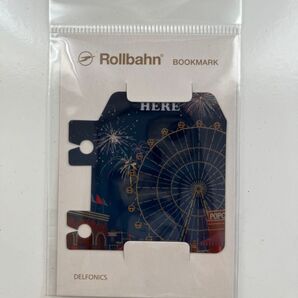 Rollbahn® BOOKMARK
HERE
POPC
DELFONICS